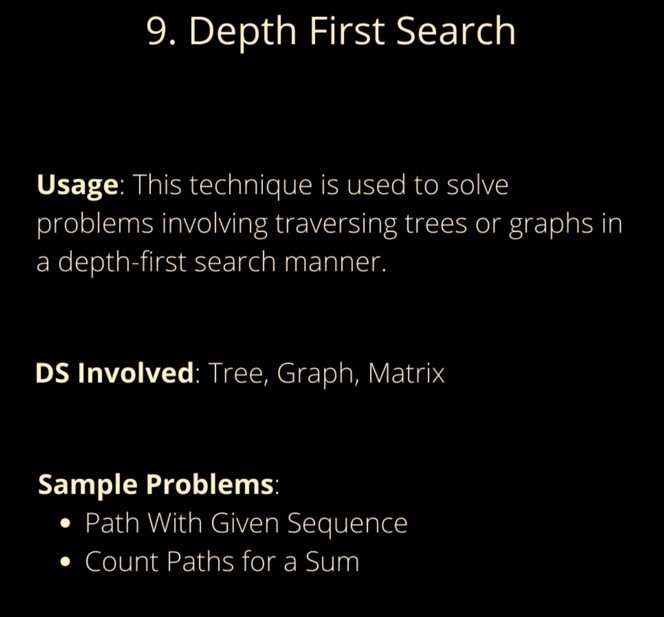 9. Depth First Search
Usage: This technique is used to solve
problems involving traversing trees or graphs in
a depth-first search manner.
DS Involved: Tree, Graph, Matrix
Sample Problems:
• Path With Given Sequence
• Count Paths for a Sum